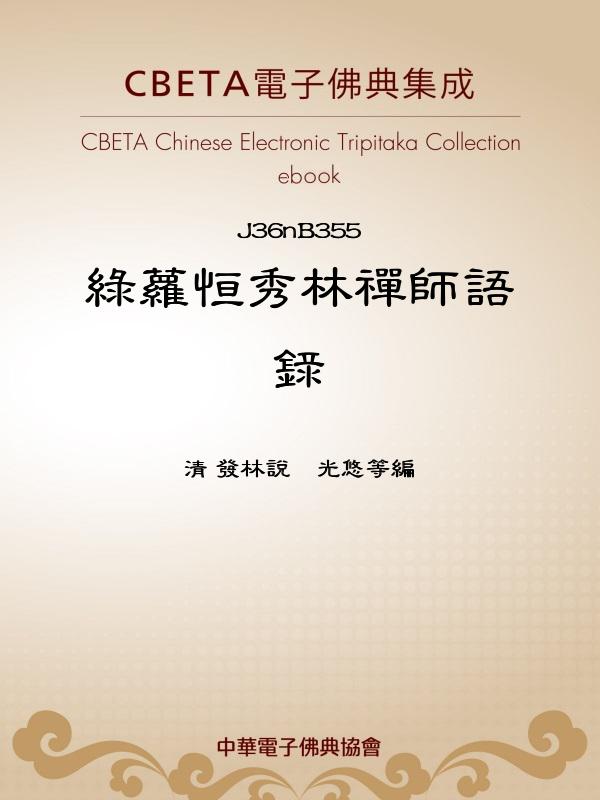 CBETA電子佛典集成
CBETA Chinese Electronic Tripitaka Collection
ebook
J36nB355
綠蘿恒秀林禪師語
錄
清 發林說　光悠等編
中華電子佛典協會